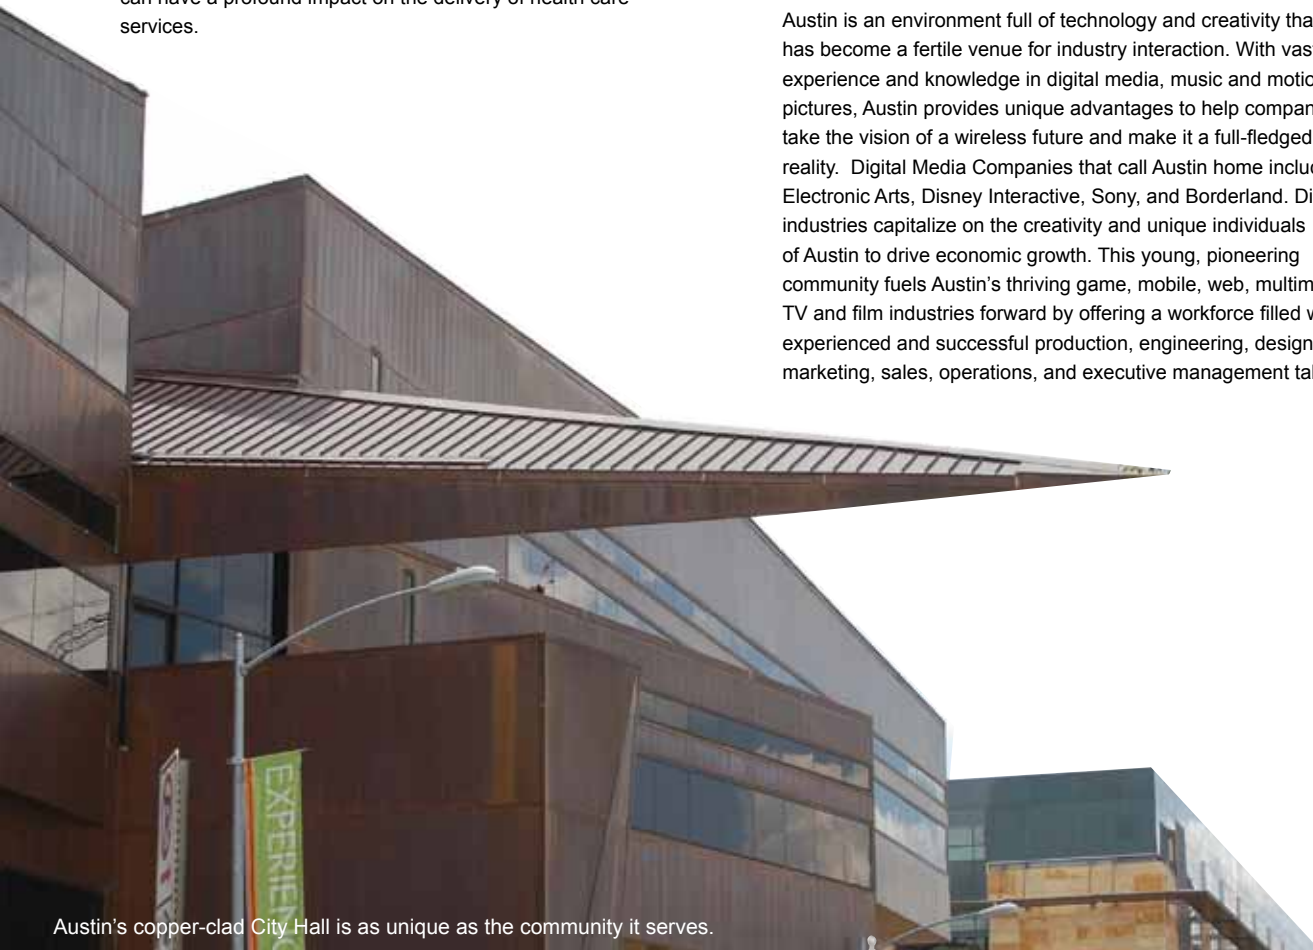 can have a profound impact on the delivery of health care
services.
Austin is an environment full of technology and creativity tha
has become a fertile venue for industry interaction. With vas
experience and knowledge in digital media, music and motio
pictures, Austin provides unique advantages to help compan
take the vision of a wireless future and make it a full-fledged
reality.  Digital Media Companies that call Austin home inclu
Electronic Arts, Disney Interactive, Sony, and Borderland. Di
industries capitalize on the creativity and unique individuals
of Austin to drive economic growth. This young, pioneering
community fuels Austin’s thriving game, mobile, web, multim
TV and film industries forward by offering a workforce filled w
experienced and successful production, engineering, design
marketing, sales, operations, and executive management tal
EXPERIEN
Austin’s copper-clad City Hall is as unique as the community it serves.